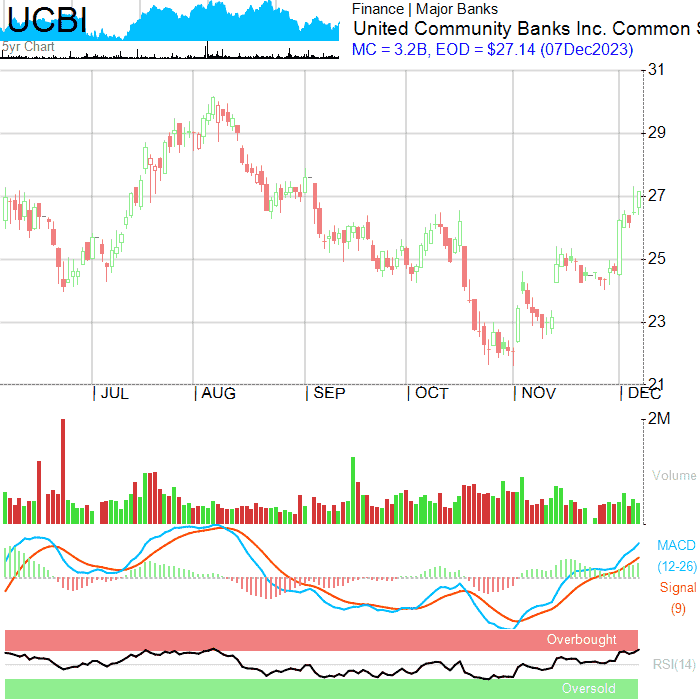 UCBI
5yr Chart
Finance | Major Banks
United Community Banks Inc. Common S
MC = 3.2B, EOD = $27.14 (07Dec2023)
31
29
27
25
23
21
JUL AUG SEP OCT NOV DEC
2M
Volume
MACD
(12-26)
Signal
(9)
Overbought
RSI(14)
Oversold